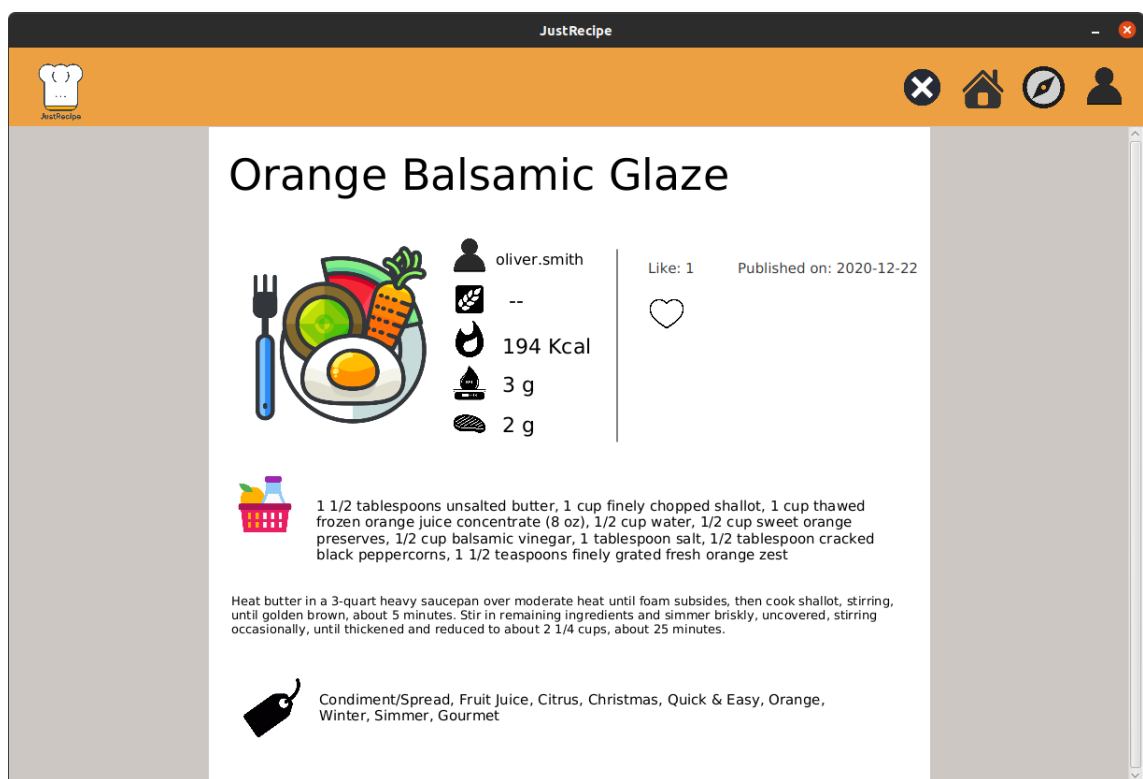 JustRecipe
JustRecipe
Orange Balsamic Glaze
oliver.smith
--
194 Kcal
3 g
2 g
Like: 1
Published on: 2020-12-22
1 1/2 tablespoons unsalted butter, 1 cup finely chopped shallot, 1 cup thawed
frozen orange juice concentrate (8 oz), 1/2 cup water, 1/2 cup sweet orange
preserves, 1/2 cup balsamic vinegar, 1 tablespoon salt, 1/2 tablespoon cracked
black peppercorns, 1 1/2 teaspoons finely grated fresh orange zest
Heat butter in a 3-quart heavy saucepan over moderate heat until foam subsides, then cook shallot, stirring,
until golden brown, about 5 minutes. Stir in remaining ingredients and simmer briskly, uncovered, stirring
occasionally, until thickened and reduced to about 2 1/4 cups, about 25 minutes.
Condiment/Spread, Fruit Juice, Citrus, Christmas, Quick & Easy, Orange,
Winter, Simmer, Gourmet